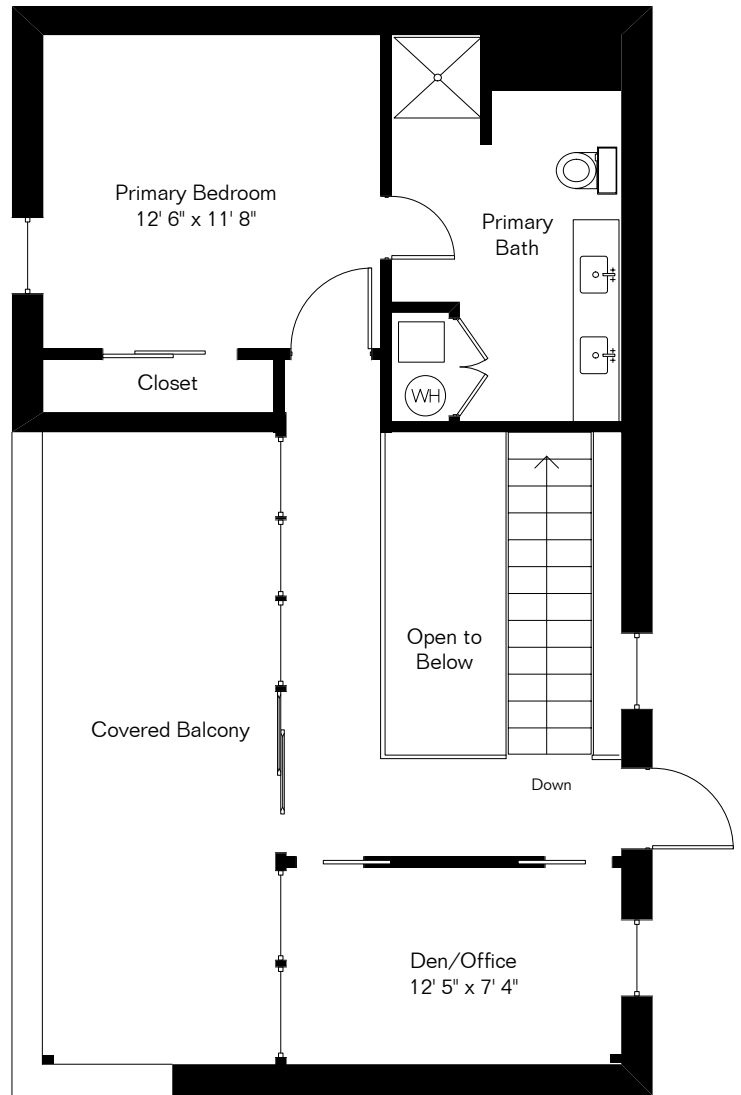 Primary Bedroom
12' 6" x 11' 8"
Primary
Bath
Closet
WH
Open to
Below
Covered Balcony
Down
Den/Office
12' 5" x 7' 4"